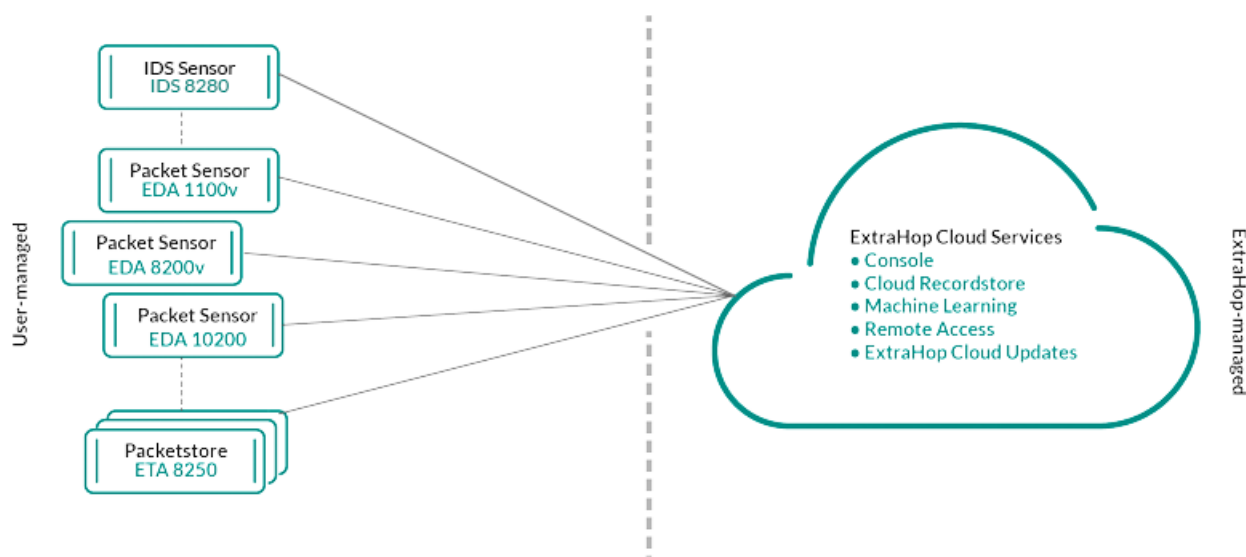 User-managed
IDS Sensor
IDS 8280
Packet Sensor
EDA 1100v
Packet Sensor
EDA 8200v
Packet Sensor
EDA 10200
Packetstore
ETA 8250
ExtraHop Cloud Services
• Console
• Cloud Recordstore
• Machine Learning
• Remote Access
• ExtraHop Cloud Updates
ExtraHop-managed